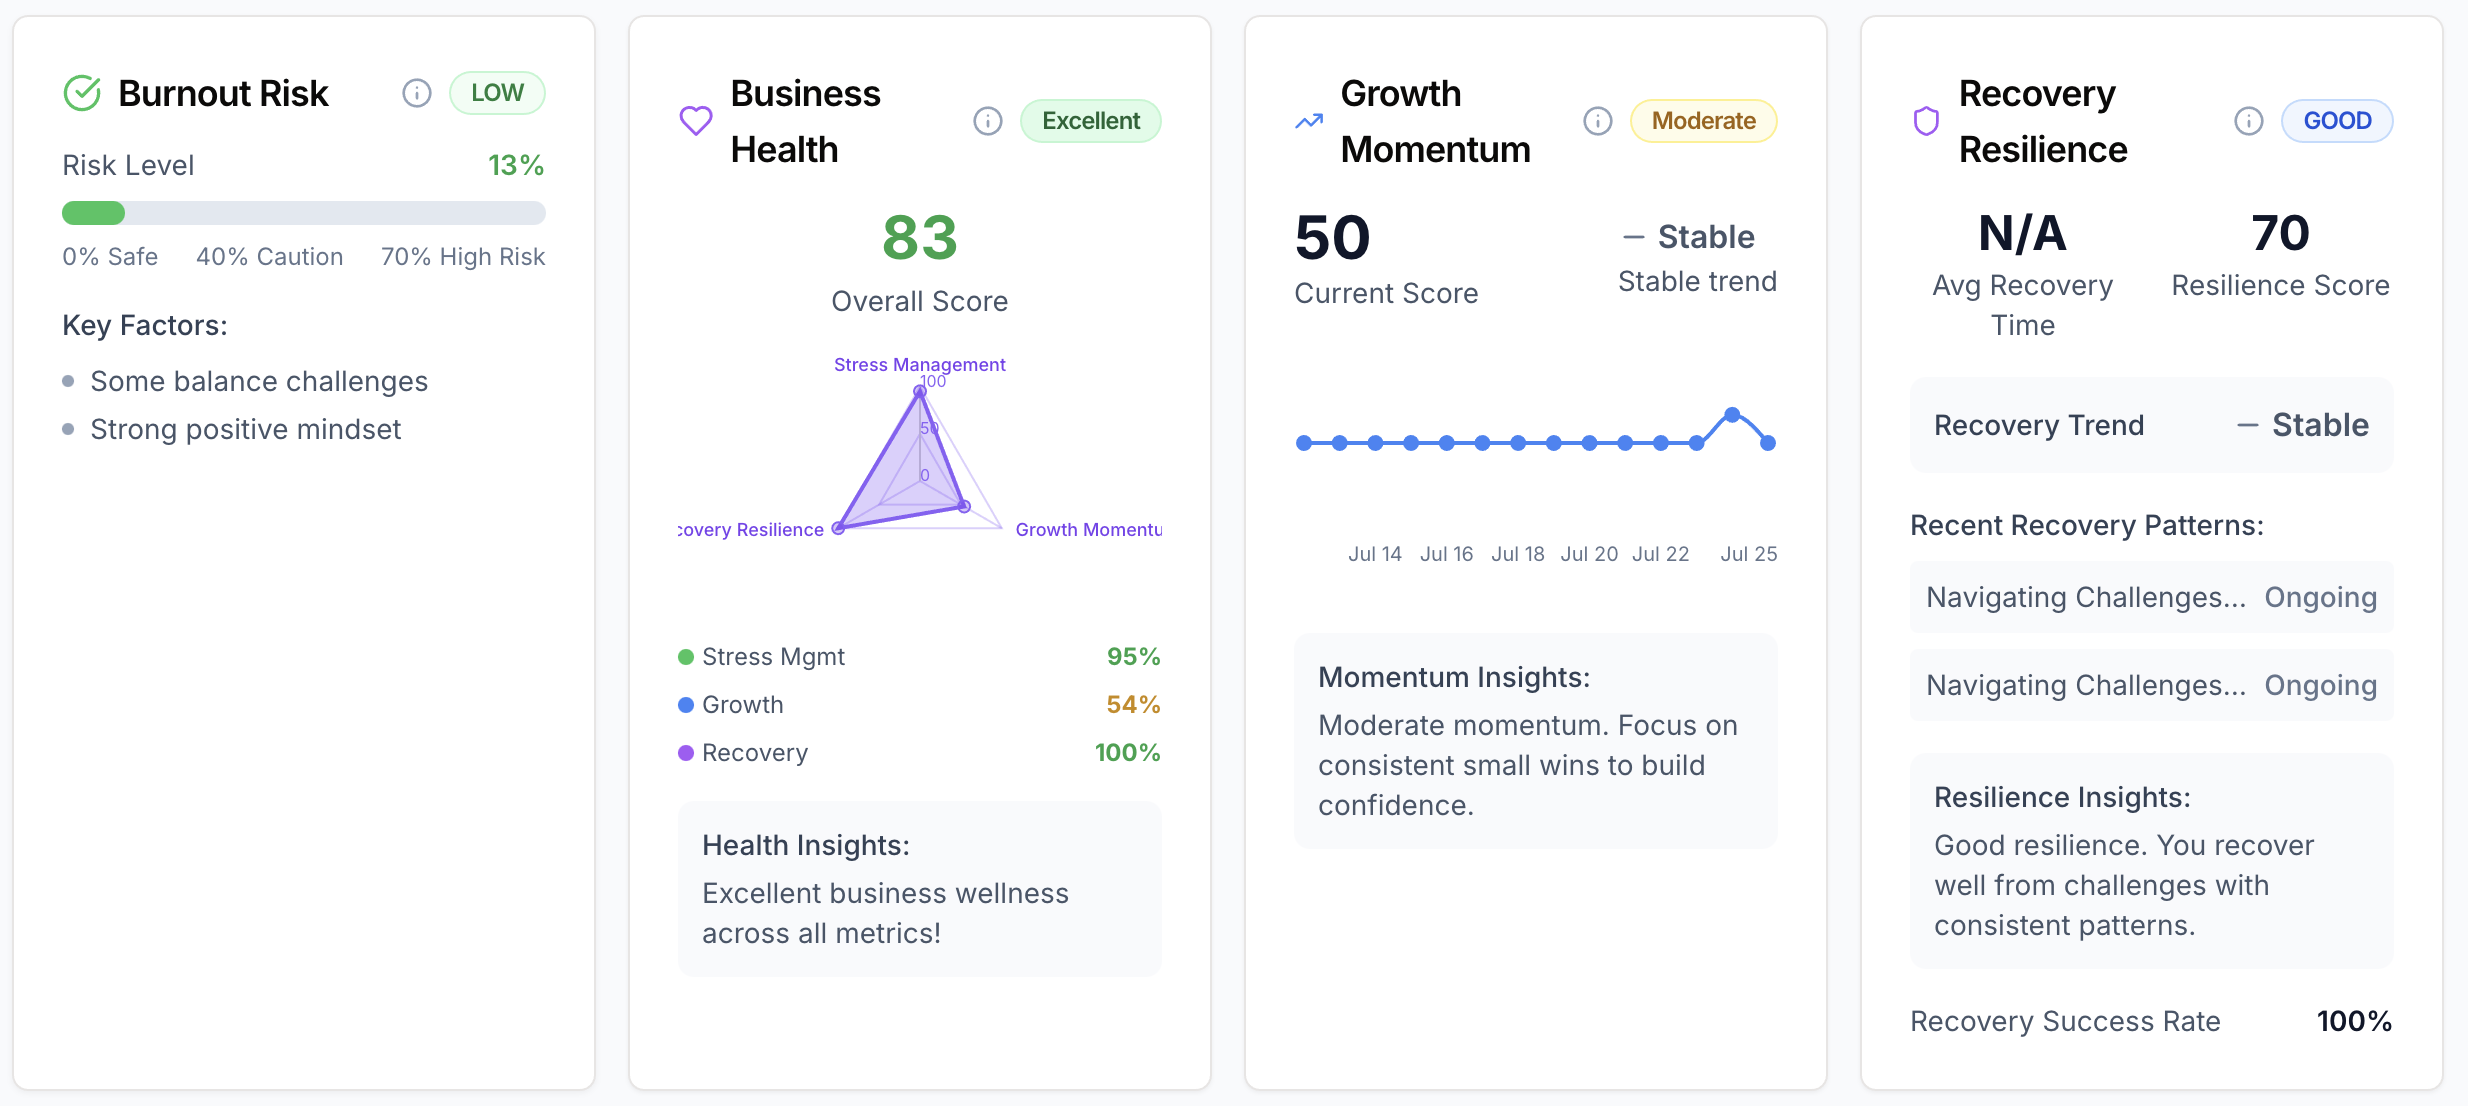 Burnout Risk
LOW
Risk Level
13%
0% Safe
40% Caution
70% High Risk
Key Factors:
Some balance challenges
Strong positive mindset
Business
Health
Excellent
83
Overall Score
Stress Management
100
50
0
covery Resilience
Growth Momentu
Stress Mgmt
95%
Growth
54%
Recovery
100%
Health Insights:
Excellent business wellness
across all metrics!
Growth
Momentum
Moderate
50
Current Score
Stable
Stable trend
Jul 14
Jul 16
Jul 18
Jul 20
Jul 22
Jul 25
Momentum Insights:
Moderate momentum. Focus on
consistent small wins to build
confidence.
Recovery
Resilience
GOOD
N/A
Avg Recovery
Time
70
Resilience Score
Recovery Trend
Stable
Recent Recovery Patterns:
Navigating Challenges...
Ongoing
Navigating Challenges...
Ongoing
Resilience Insights:
Good resilience. You recover
well from challenges with
consistent patterns.
Recovery Success Rate
100%